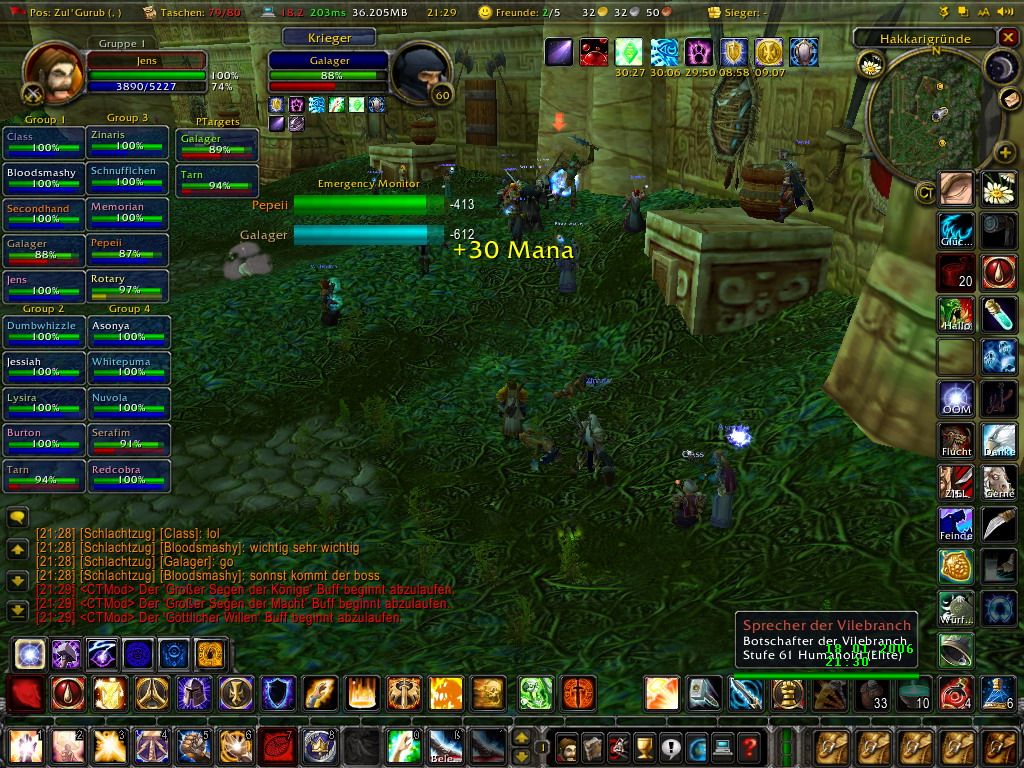 Pos: Zul'Gurub (, ) Taschen: 79/80 18.2 203ms 36.205MB 21:29 Freunde: 2/5 32 32 50 Sieger: -
Gruppe 1
Jens
100%
3890/5227 74%
Krieger
Galager
88%
60
30:27 30:06 29:50 08:58 09:07
Hakkarigründe
N
CT
Group 1
Class
100%
Bloodsmashy
100%
Secondhand
100%
Galager
88%
Jens
100%
Group 3
Zinaris
100%
Schnufflchen
100%
Memorian
100%
Pepeii
87%
Rotary
97%
PTargets
Galager
89%
Tarn
94%
Group 2
Dumbwhizzle
100%
Jessiah
100%
Lysira
100%
Burton
100%
Tarn
94%
Group 4
Asonya
100%
Whitepuma
100%
Nuvola
100%
Serafim
91%
Redcobra
100%
Emergency Monitor
Pepeii -413
Galager -612
+30 Mana
Zinaris
Class
Glüc...
20
Hallo
OOM
Flucht Danke
ZIEL Gerne
Feinde
Würf...
[21:28] [Schlachtzug] [Class]: lol
[21:28] [Schlachtzug] [Bloodsmashy]: wichtig sehr wichtig
[21:28] [Schlachtzug] [Galager]: go
[21:28] [Schlachtzug] [Bloodsmashy]: sonnst kommt der boss
[21:29] <CTMod> Der 'Großer Segen der Könige' Buff beginnt abzulaufen.
[21:29] <CTMod> Der 'Großer Segen der Macht' Buff beginnt abzulaufen.
[21:29] <CTMod> Der 'Göttlicher Willen' Buff beginnt abzulaufen.
Sprecher der Vilebranch
Botschafter der Vilebranch
Stufe 61 Humanoid (Elite)
18.01.2006
21:30
33 10 4 6
Bele...